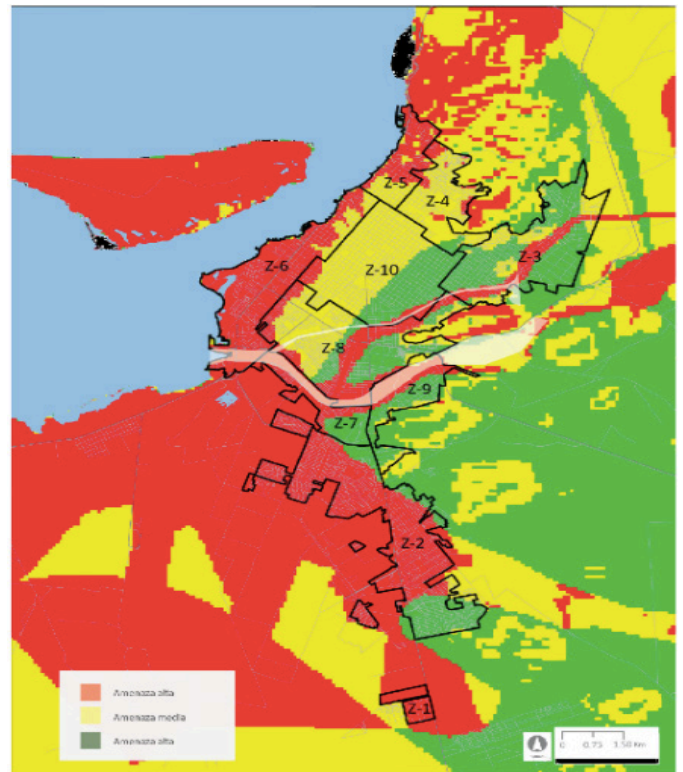 Z-5
Z-4
Z-6
Z-3
Z-10
Z-8
Z-9
Z-7
Z-2
Z-1
Amenaza alta
Amenaza media
Amenaza alta
0 0.75 1.50 Km